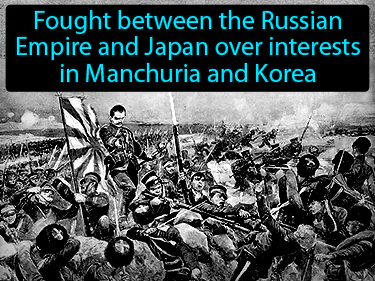 Fought between the Russian
Empire and Japan over interests
in Manchuria and Korea